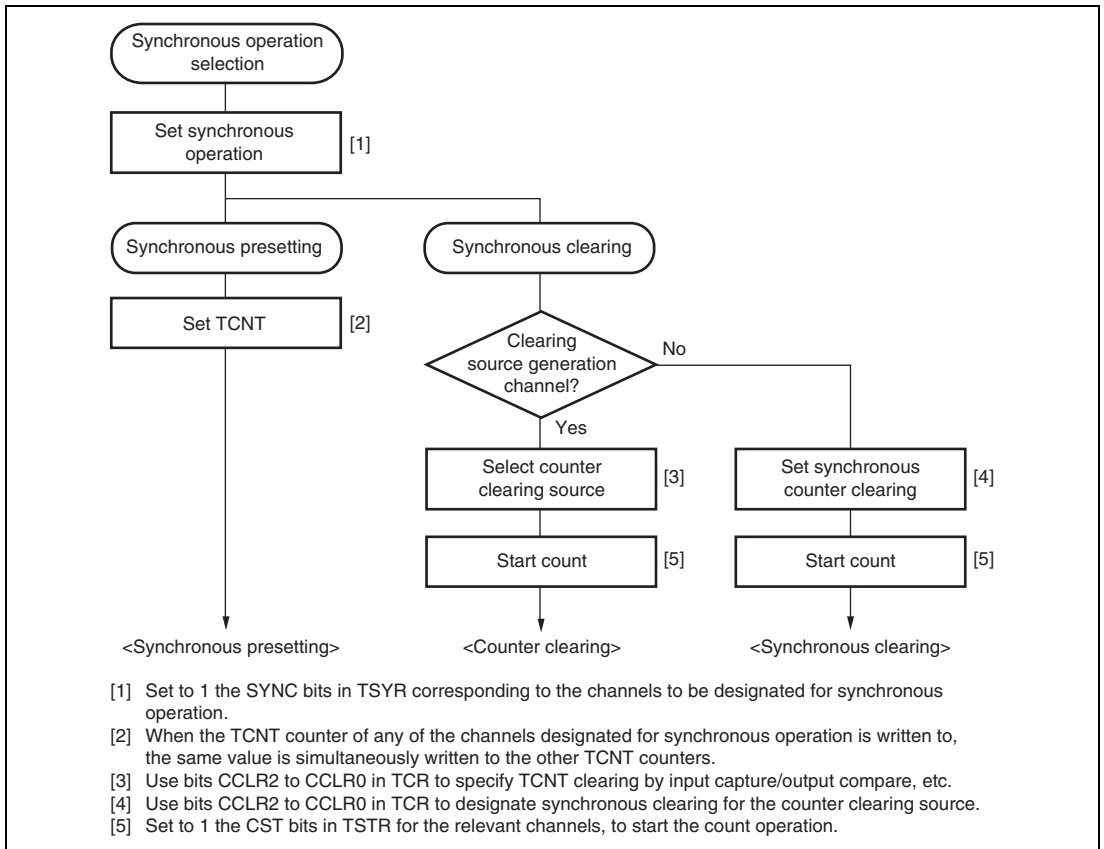 Synchronous operation
selection
Set synchronous
operation
[1]
Synchronous presetting
Synchronous clearing
Set TCNT
[2]
Clearing
source generation
channel?
No
Yes
Select counter
clearing source
[3]
Set synchronous
counter clearing
[4]
Start count
[5]
Start count
[5]
<Synchronous presetting>
<Counter clearing>
<Synchronous clearing>
[1] Set to 1 the SYNC bits in TSYR corresponding to the channels to be designated for synchronous
operation.
[2] When the TCNT counter of any of the channels designated for synchronous operation is written to,
the same value is simultaneously written to the other TCNT counters.
[3] Use bits CCLR2 to CCLR0 in TCR to specify TCNT clearing by input capture/output compare, etc.
[4] Use bits CCLR2 to CCLR0 in TCR to designate synchronous clearing for the counter clearing source.
[5] Set to 1 the CST bits in TSTR for the relevant channels, to start the count operation.